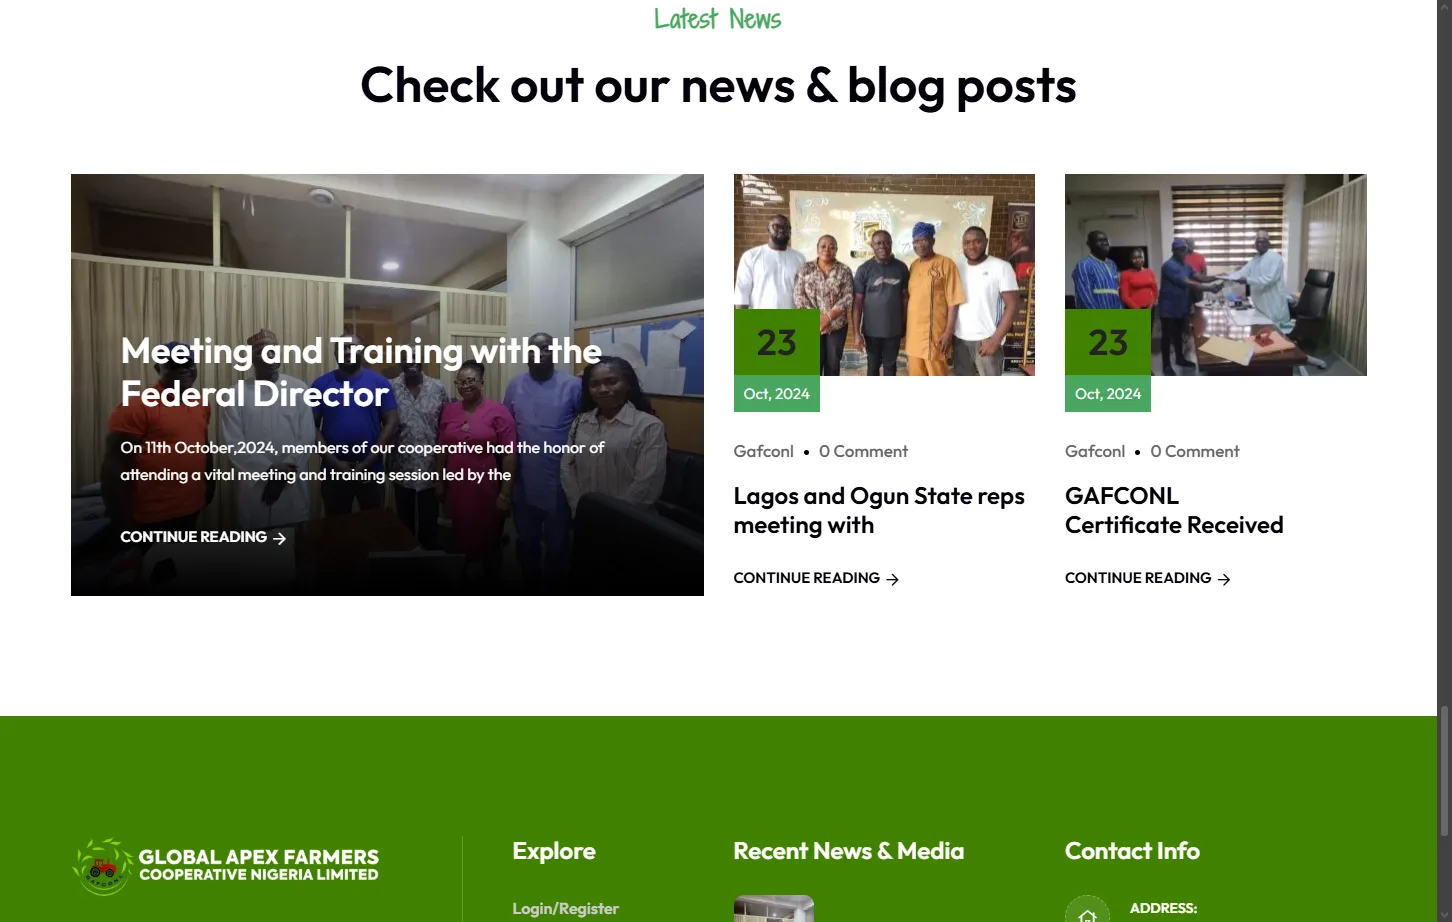 Latest News
Check out our news & blog posts
Meeting and Training with the
Federal Director
On 11th October,2024, members of our cooperative had the honor of
attending a vital meeting and training session led by the
CONTINUE READING →
23
Oct, 2024
Gafconl • 0 Comment
Lagos and Ogun State reps
meeting with
CONTINUE READING →
23
Oct, 2024
Gafconl • 0 Comment
GAFCONL
Certificate Received
CONTINUE READING →
GLOBAL APEX FARMERS
COOPERATIVE NIGERIA LIMITED
GAFCONL
Explore
Login/Register
Recent News & Media
Contact Info
ADDRESS: